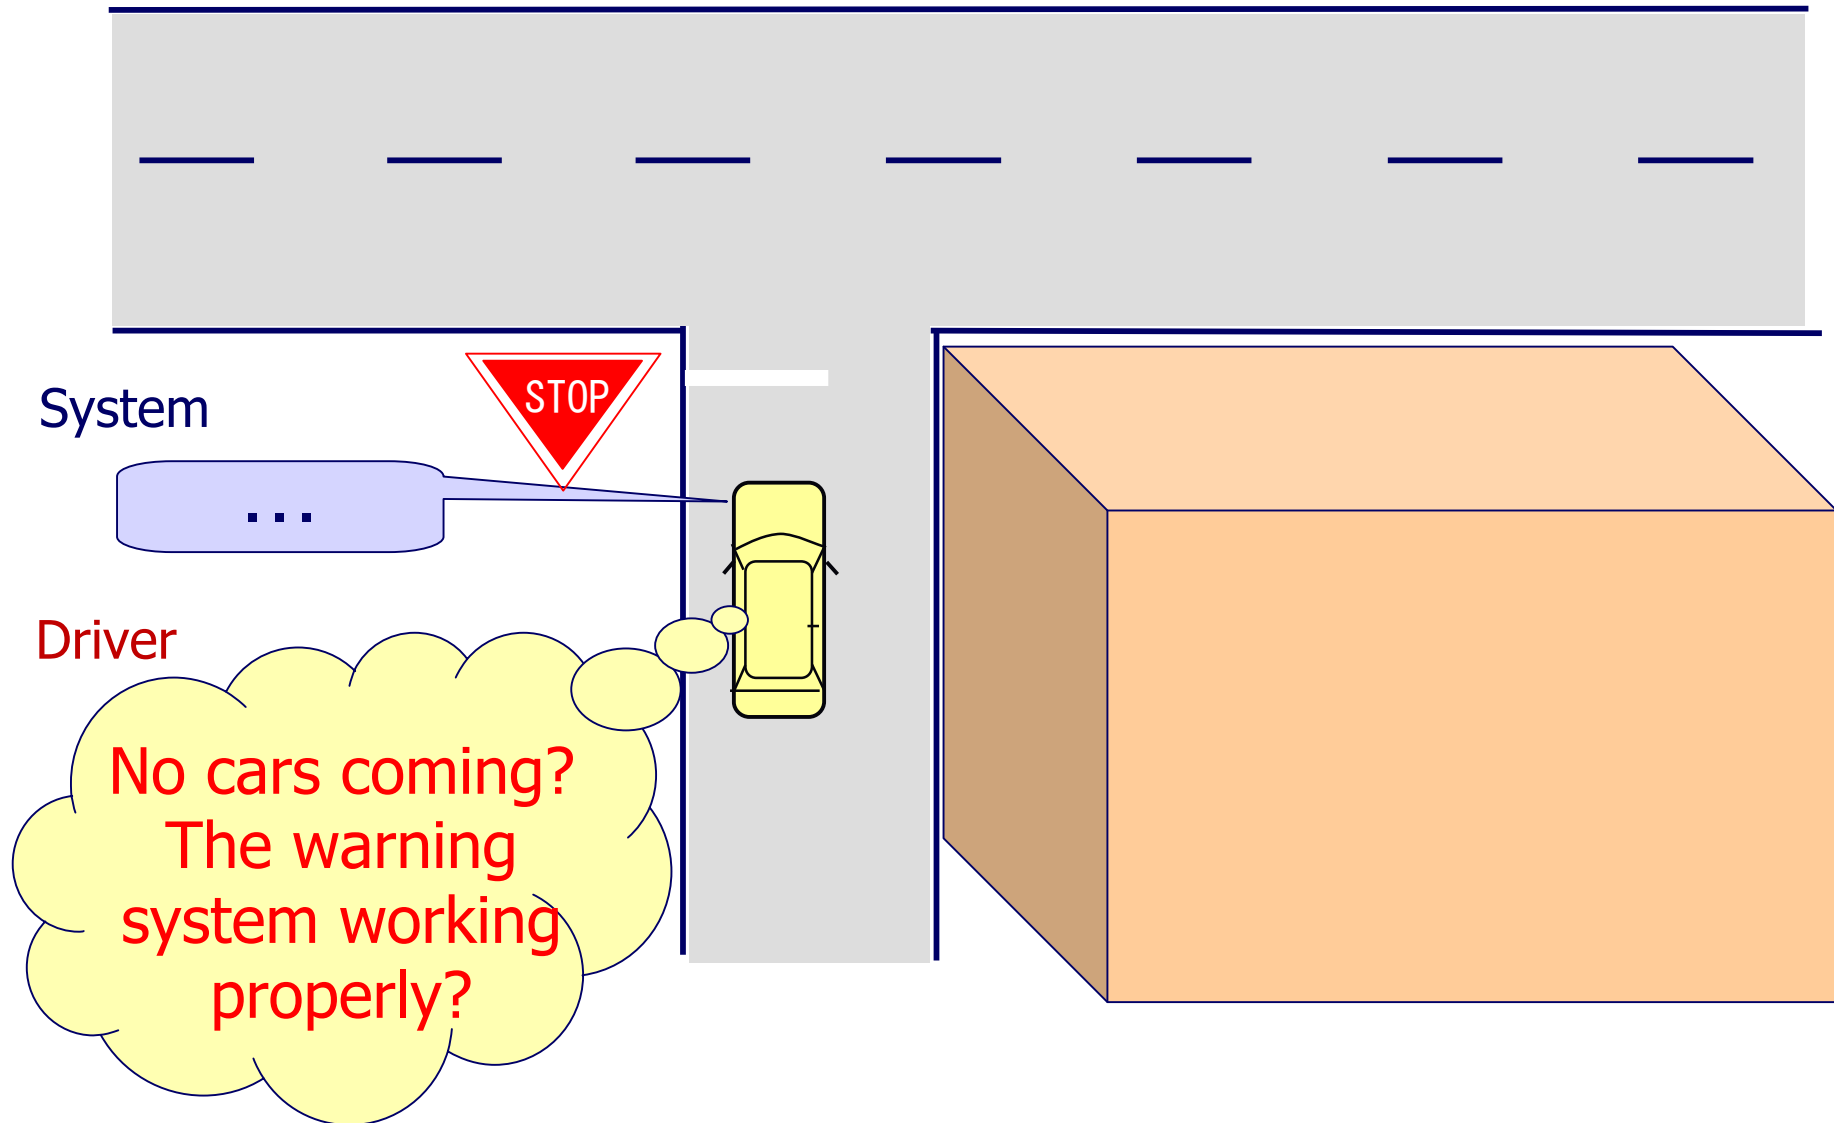 STOP
System
...
Driver
No cars coming?
The warning
system working
properly?